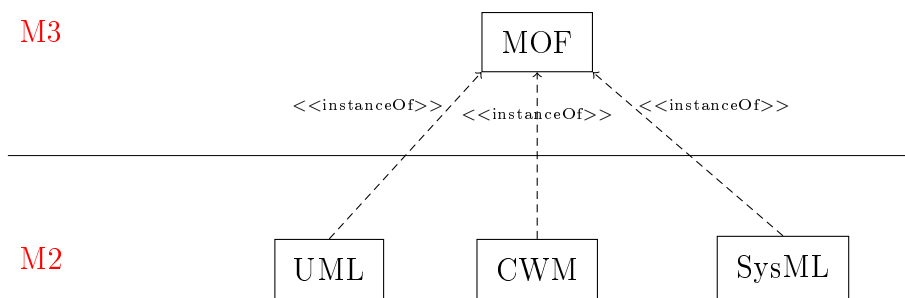 M3
MOF
<<instanceOf>>
<<instanceOf>>
<<instanceOf>>
M2
UML
CWM
SysML